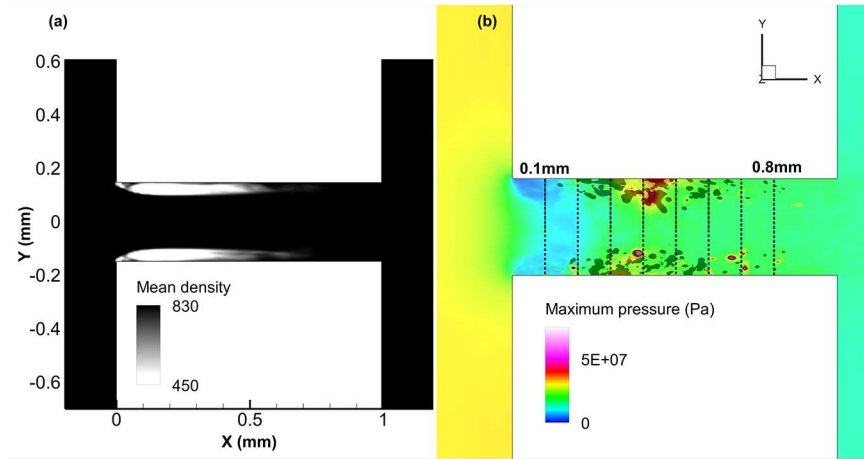 (a)
0.6
0.4
0.2
0
-0.2
-0.4
-0.6
Y (mm)
Mean density
830
450
0
0.5
1
X (mm)
(b)
Y
Z
X
0.1mm
0.8mm
Maximum pressure (Pa)
5E+07
0